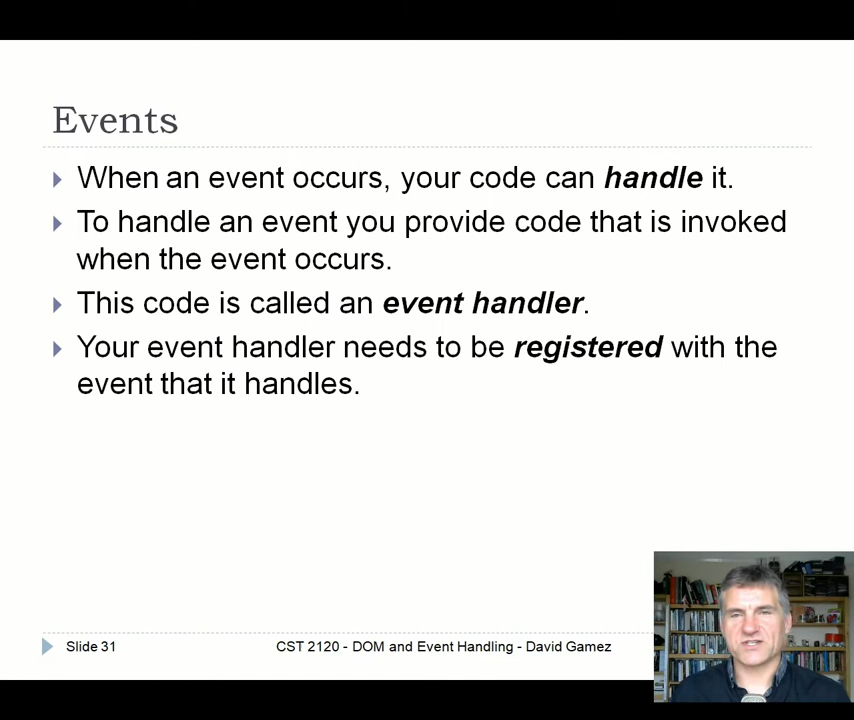 Events
When an event occurs, your code can handle it.
To handle an event you provide code that is invoked
when the event occurs.
This code is called an event handler.
Your event handler needs to be registered with the
event that it handles.
Slide 31
CST 2120 - DOM and Event Handling - David Gamez